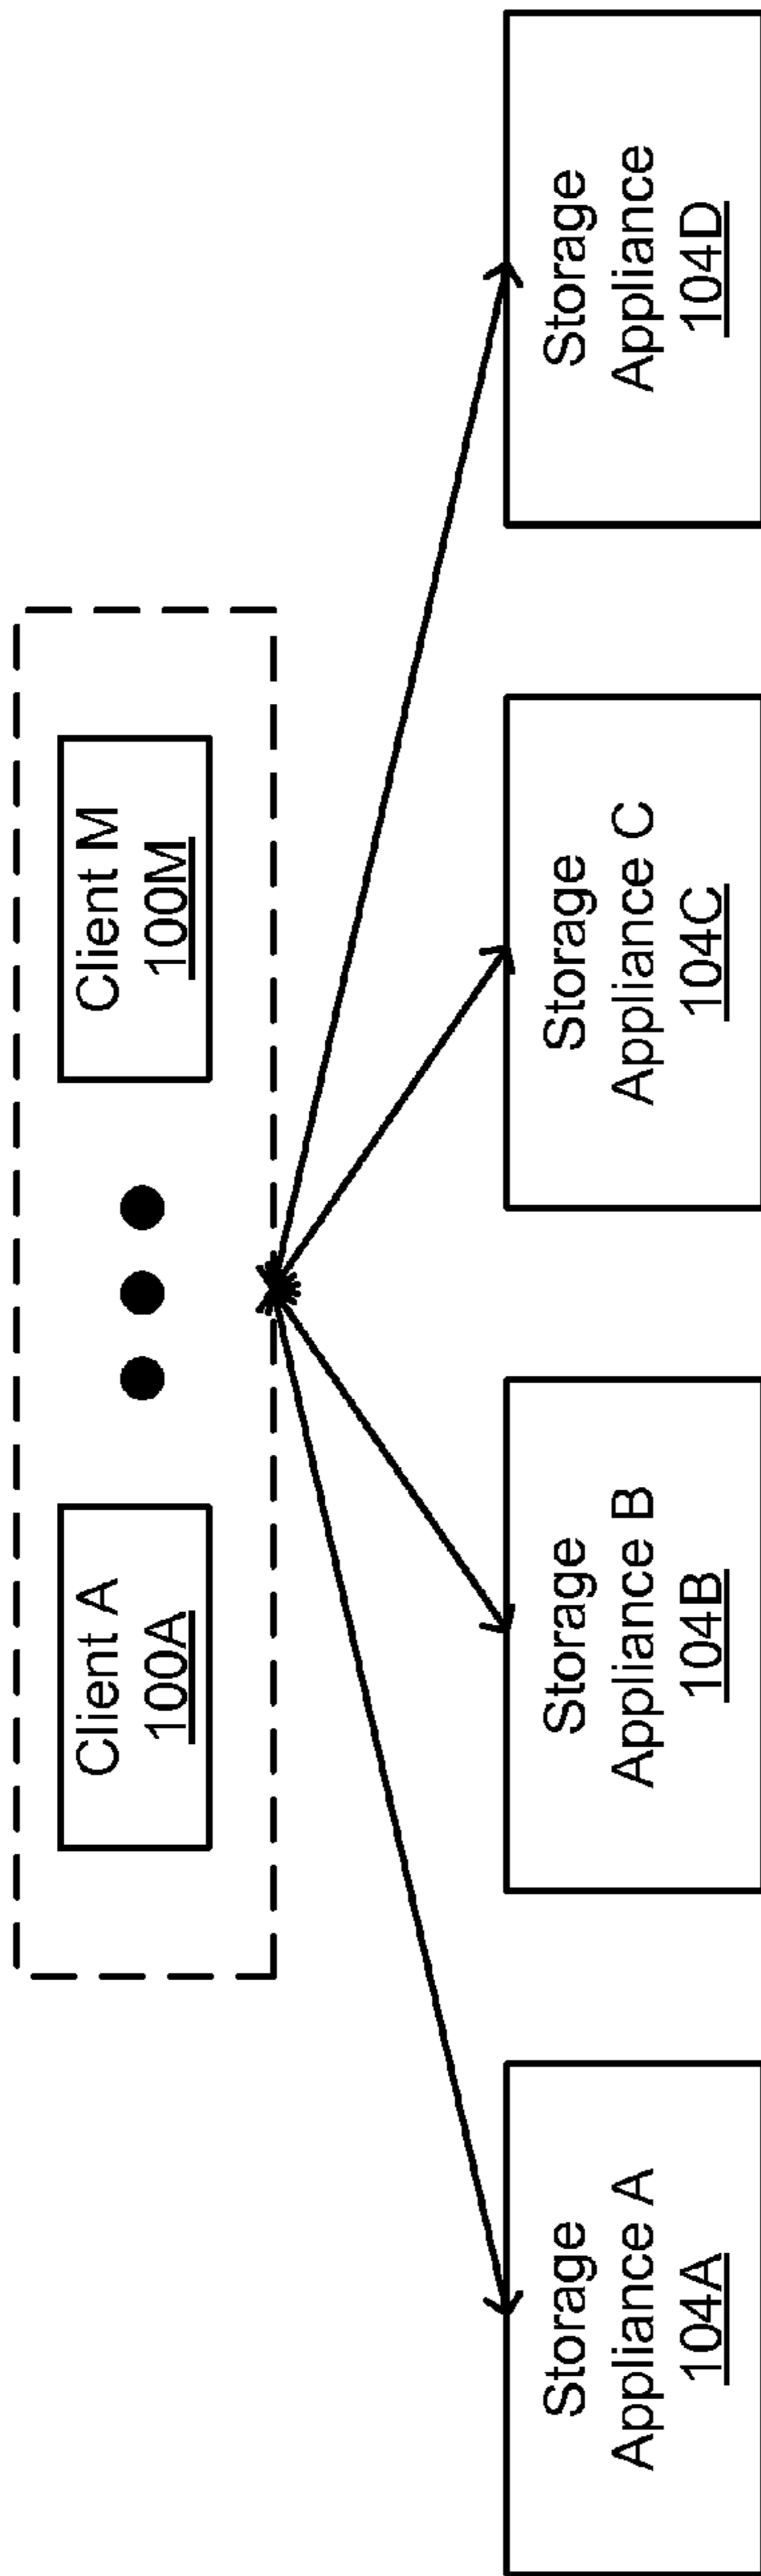 Client A
100A
Client M
100M
Storage
Appliance A
104A
Storage
Appliance B
104B
Storage
Appliance C
104C
Storage
Appliance
104D